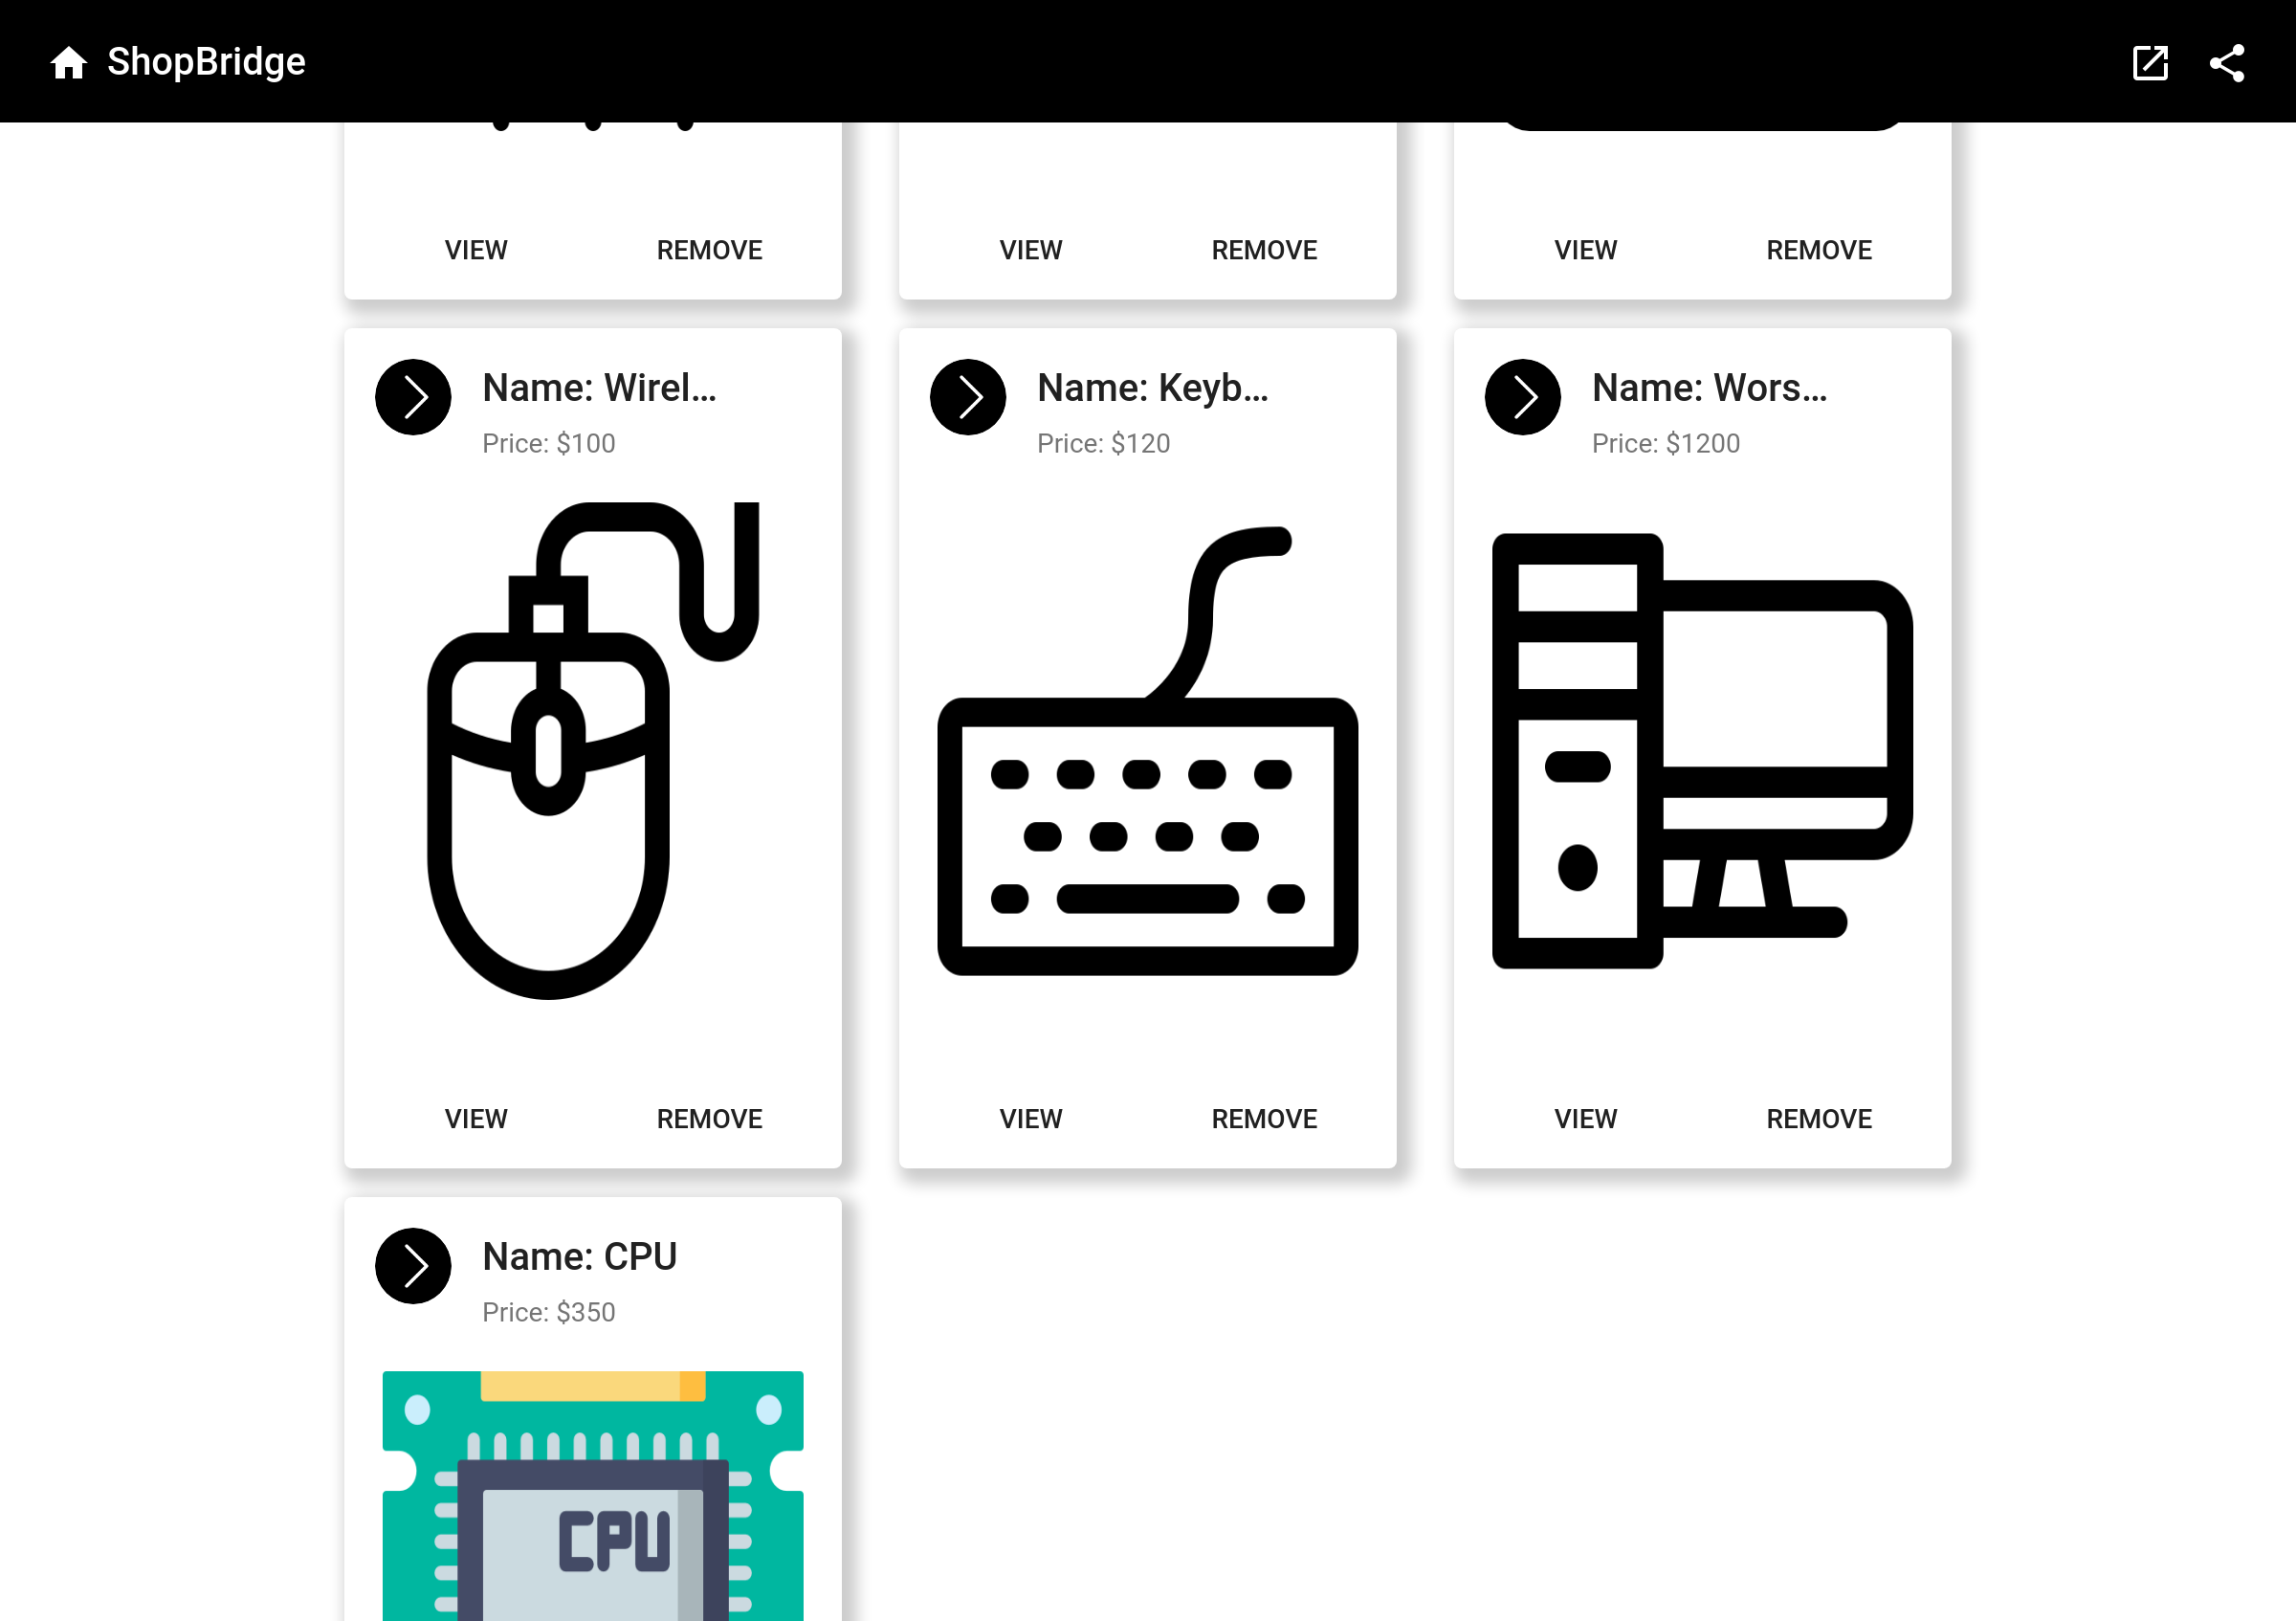 ShopBridge
VIEW REMOVE VIEW REMOVE VIEW REMOVE
Name: Wirel...
Price: $100
Name: Keyb...
Price: $120
Name: Wors...
Price: $1200
VIEW REMOVE VIEW REMOVE VIEW REMOVE
Name: CPU
Price: $350
CPU